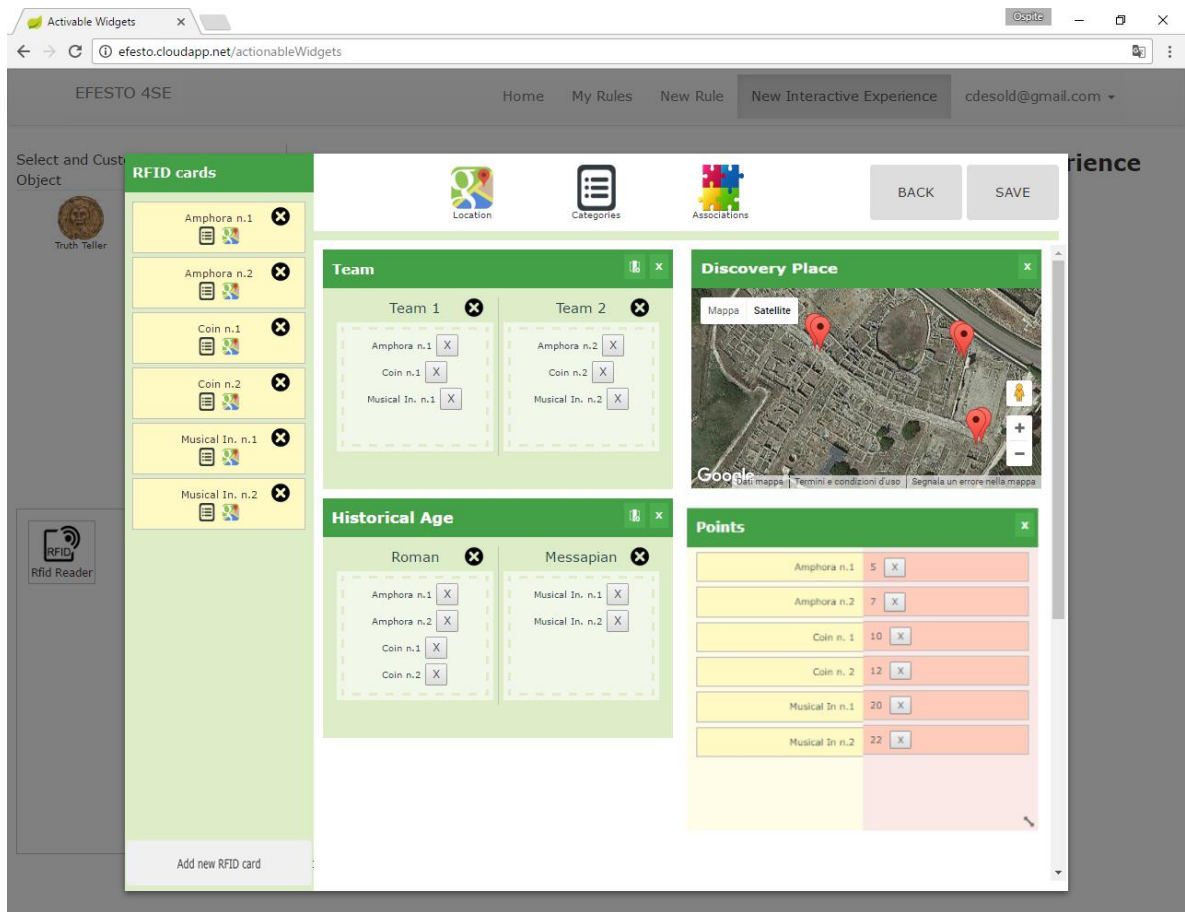 Activable Widgets
Ospite
efesto.cloudapp.net/actionableWidgets
EFESTO 4SE
Home
My Rules
New Rule
New Interactive Experience
cdesold@gmail.com
Select and Cust
Object
rience
Truth Teller
RFID
Rfid Reader
RFID cards
Amphora n.1
Amphora n.2
Coin n.1
Coin n.2
Musical In. n.1
Musical In. n.2
Add new RFID card
Location
Categories
Associations
BACK
SAVE
Team
x
Team 1
Team 2
Amphora n.1 X
Coin n.1 X
Musical In. n.1 X
Amphora n.2 X
Coin n.2 X
Musical In. n.2 X
Discovery Place
x
Mappa
Satellite
+
−
Google
Dati mappa
Termini e condizioni d'uso
Segnala un errore nella mappa
Historical Age
x
Roman
Messapian
Amphora n.1 X
Amphora n.2 X
Coin n.1 X
Coin n.2 X
Musical In. n.1 X
Musical In. n.2 X
Points
x
Amphora n.1 5 X
Amphora n.2 7 X
Coin n. 1 10 X
Coin n. 2 12 X
Musical In n.1 20 X
Musical In n.2 22 X